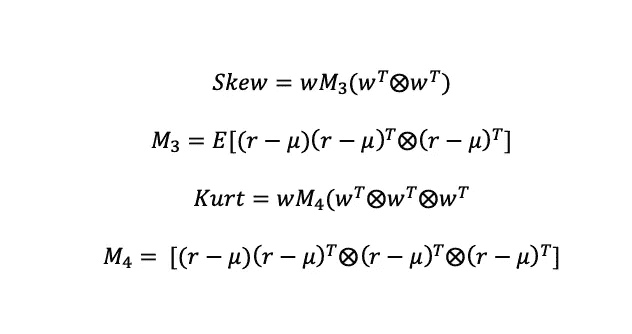 Skew = wM₃(wᵀ⊗wᵀ)
M₃ = E[(r − μ)(r − μ)ᵀ⊗(r − μ)ᵀ]
Kurt = wM₄(wᵀ⊗wᵀ⊗wᵀ
M₄ = [(r − μ)(r − μ)ᵀ⊗(r − μ)ᵀ⊗(r − μ)ᵀ]